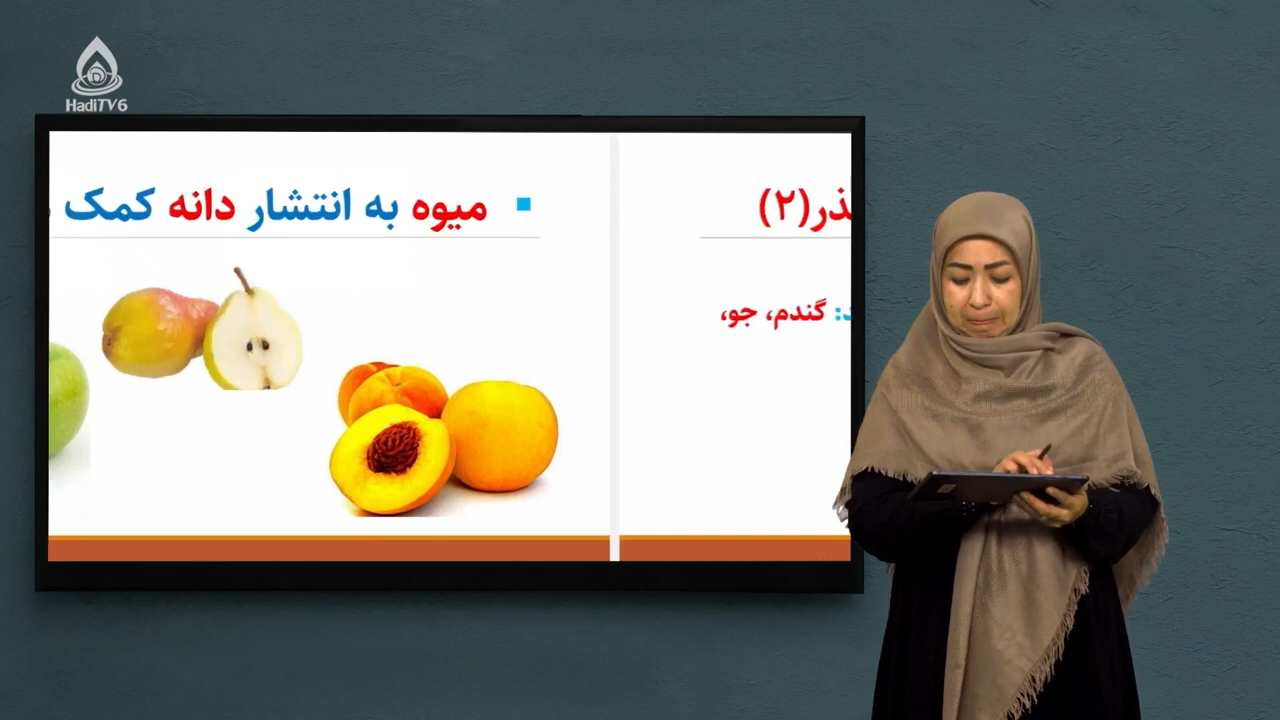 HadiTV6
میوه به انتشار دانه کمک
ذر(۲)
د: گندم، جو،